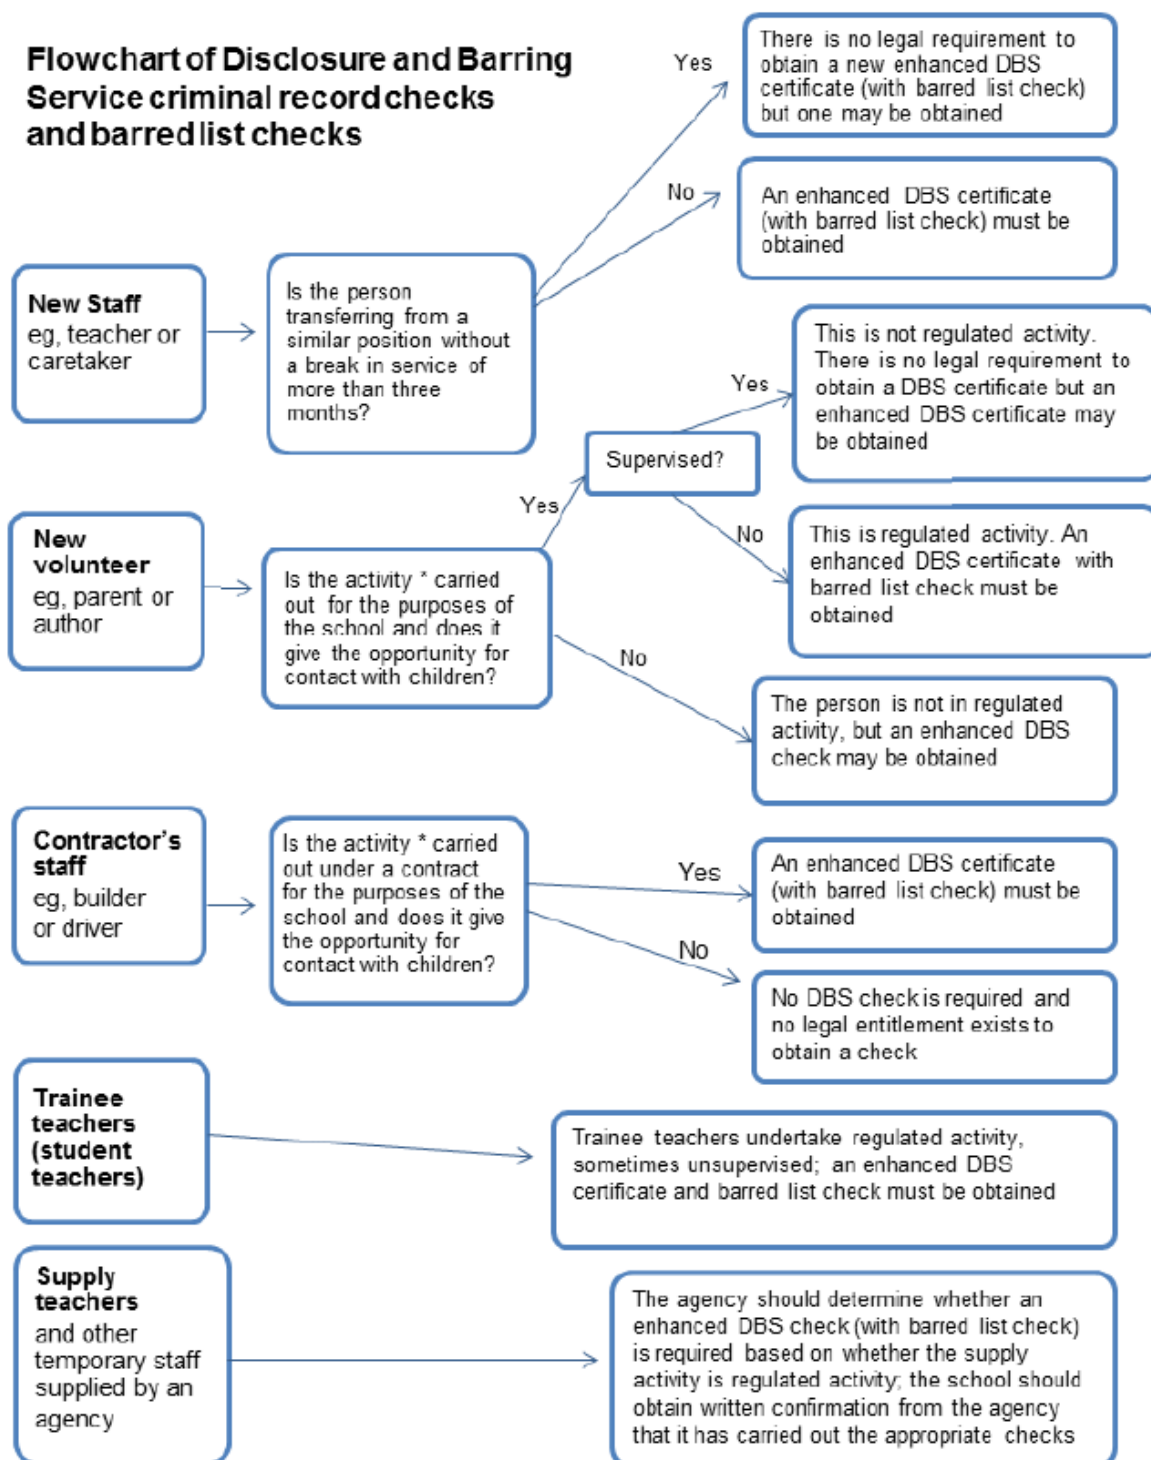 Flowchart of Disclosure and Barring
Service criminal record checks
and barred list checks
Yes
There is no legal requirement to
obtain a new enhanced DBS
certificate (with barred list check)
but one may be obtained
No
An enhanced DBS certificate
(with barred list check) must be
obtained
New Staff
eg, teacher or
caretaker
Is the person
transferring from a
similar position without
a break in service of
more than three
months?
New
volunteer
eg, parent or
author
Is the activity * carried
out for the purposes of
the school and does it
give the opportunity for
contact with children?
Yes
Supervised?
Yes
This is not regulated activity.
There is no legal requirement to
obtain a DBS certificate but an
enhanced DBS certificate may
be obtained
No
This is regulated activity. An
enhanced DBS certificate with
barred list check must be
obtained
No
The person is not in regulated
activity, but an enhanced DBS
check may be obtained
Contractor's
staff
eg, builder
or driver
Is the activity * carried
out under a contract
for the purposes of the
school and does it give
the opportunity for
contact with children?
Yes
An enhanced DBS certificate
(with barred list check) must be
obtained
No
No DBS check is required and
no legal entitlement exists to
obtain a check
Trainee
teachers
(student
teachers)
Trainee teachers undertake regulated activity,
sometimes unsupervised; an enhanced DBS
certificate and barred list check must be obtained
Supply
teachers
and other
temporary staff
supplied by an
agency
The agency should determine whether an
enhanced DBS check (with barred list check)
is required based on whether the supply
activity is regulated activity; the school should
obtain written confirmation from the agency
that it has carried out the appropriate checks